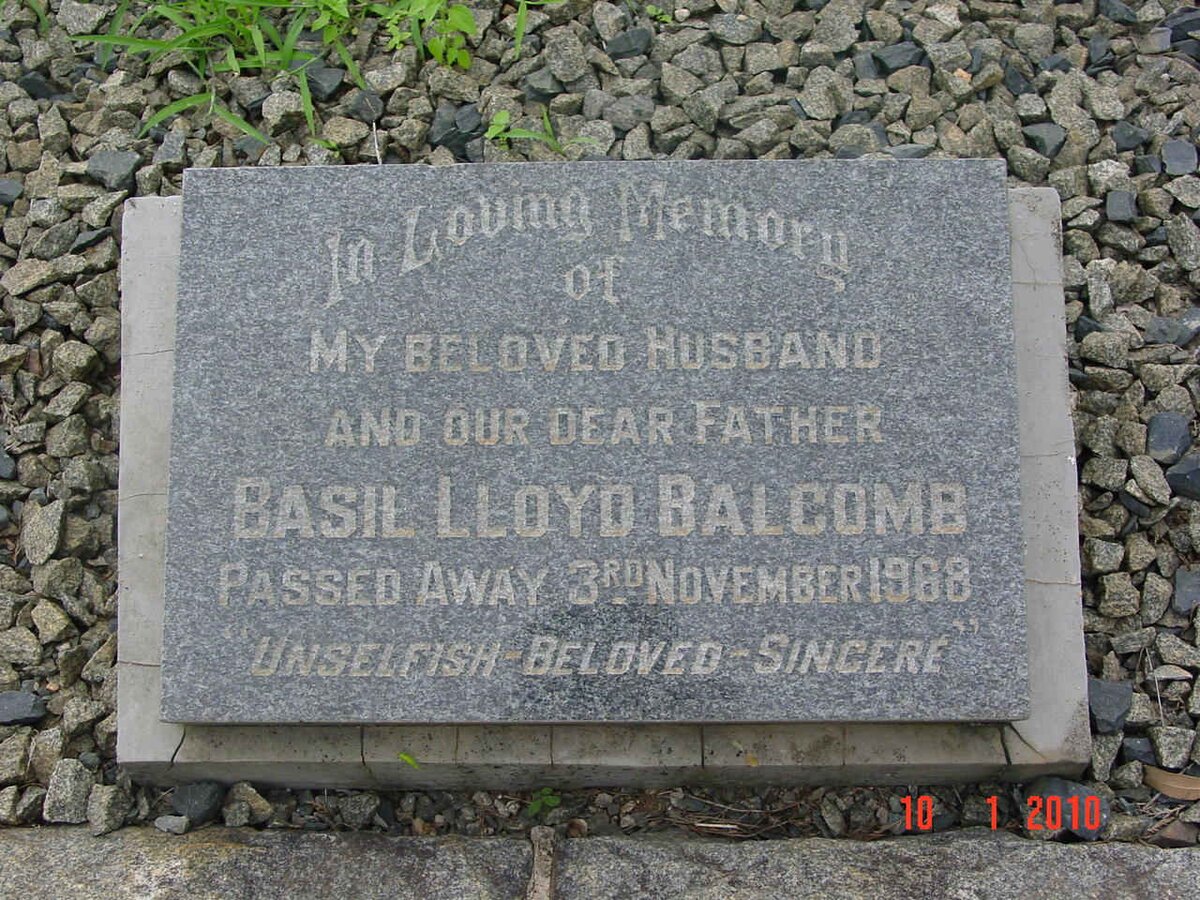 In Loving Memory
of
MY BELOVED HUSBAND
AND OUR DEAR FATHER
BASIL LLOYD BALCOMB
PASSED AWAY 3RD NOVEMBER 1968
"UNSELFISH - BELOVED - SINCERE"
10 1 2010